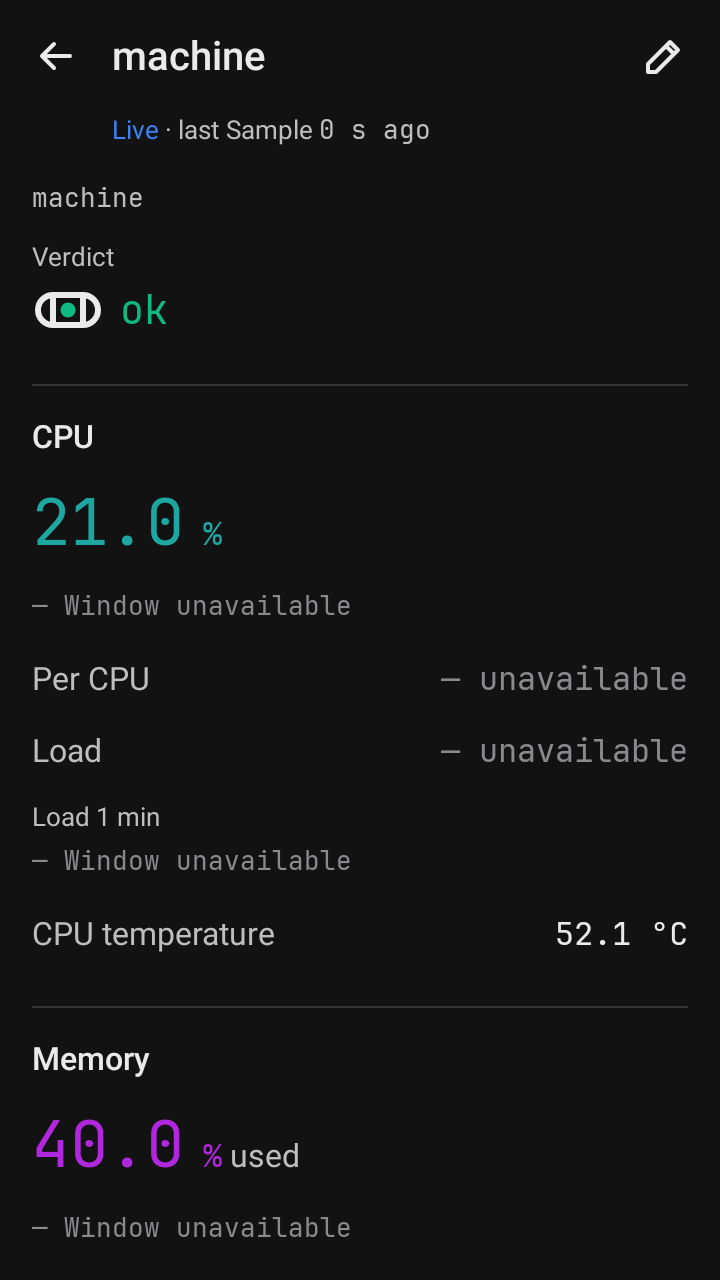 machine
Live · last Sample 0 s ago
machine
Verdict
ok
CPU
21.0 %
— Window unavailable
Per CPU — unavailable
Load — unavailable
Load 1 min
— Window unavailable
CPU temperature 52.1 °C
Memory
40.0 % used
— Window unavailable